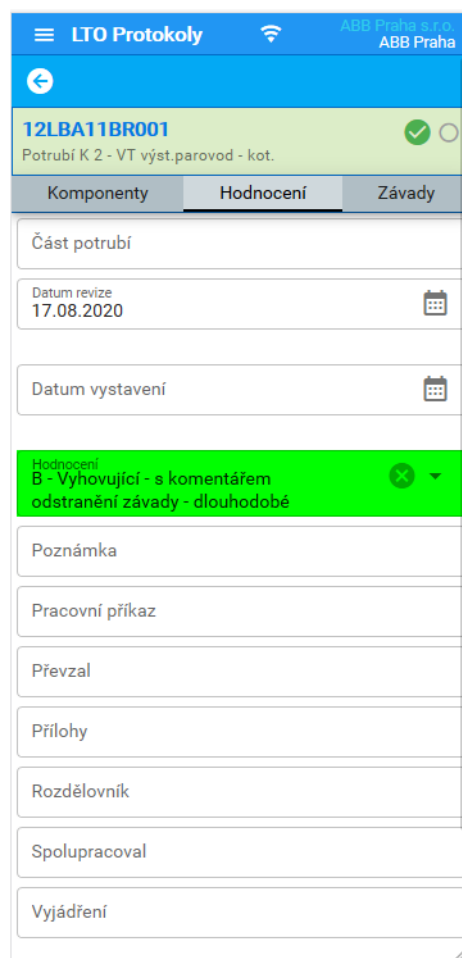 LTO Protokoly
ABB Praha s.r.o.
ABB Praha
12LBA11BR001
Potrubí K 2 - VT výst.parovod - kot.
Komponenty Hodnocení Závady
Část potrubí
Datum revize
17.08.2020
Datum vystavení
Hodnocení
B - Vyhovující - s komentářem
odstranění závady - dlouhodobé
Poznámka
Pracovní příkaz
Převzal
Přílohy
Rozdělovník
Spolupracoval
Vyjádření